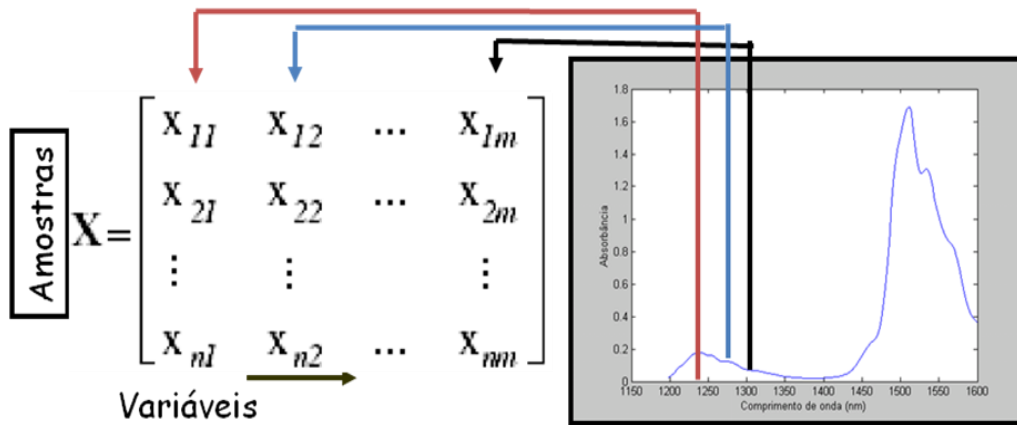 Amostras
X =
x11 x12 ... x1m
x21 x22 ... x2m
⋮ ⋮ ⋮
xn1 xn2 ... xnm
Variáveis
1.8
1.6
1.4
1.2
1
0.8
0.6
0.4
0.2
0
Absorbância
1150 1200 1250 1300 1350 1400 1450 1500 1550 1600
Comprimento de onda (nm)